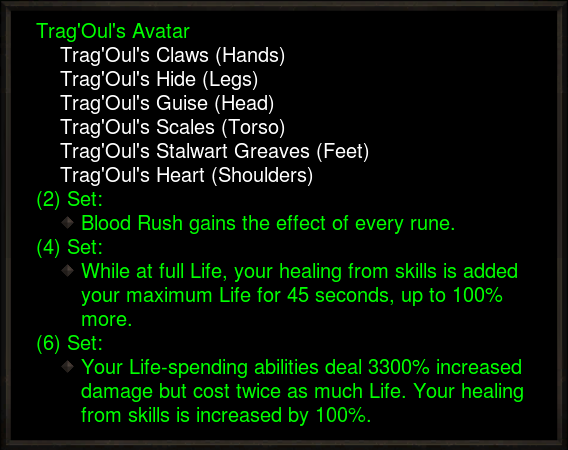 Trag'Oul's Avatar
Trag'Oul's Claws (Hands)
Trag'Oul's Hide (Legs)
Trag'Oul's Guise (Head)
Trag'Oul's Scales (Torso)
Trag'Oul's Stalwart Greaves (Feet)
Trag'Oul's Heart (Shoulders)
(2) Set:
Blood Rush gains the effect of every rune.
(4) Set:
While at full Life, your healing from skills is added
your maximum Life for 45 seconds, up to 100%
more.
(6) Set:
Your Life-spending abilities deal 3300% increased
damage but cost twice as much Life. Your healing
from skills is increased by 100%.